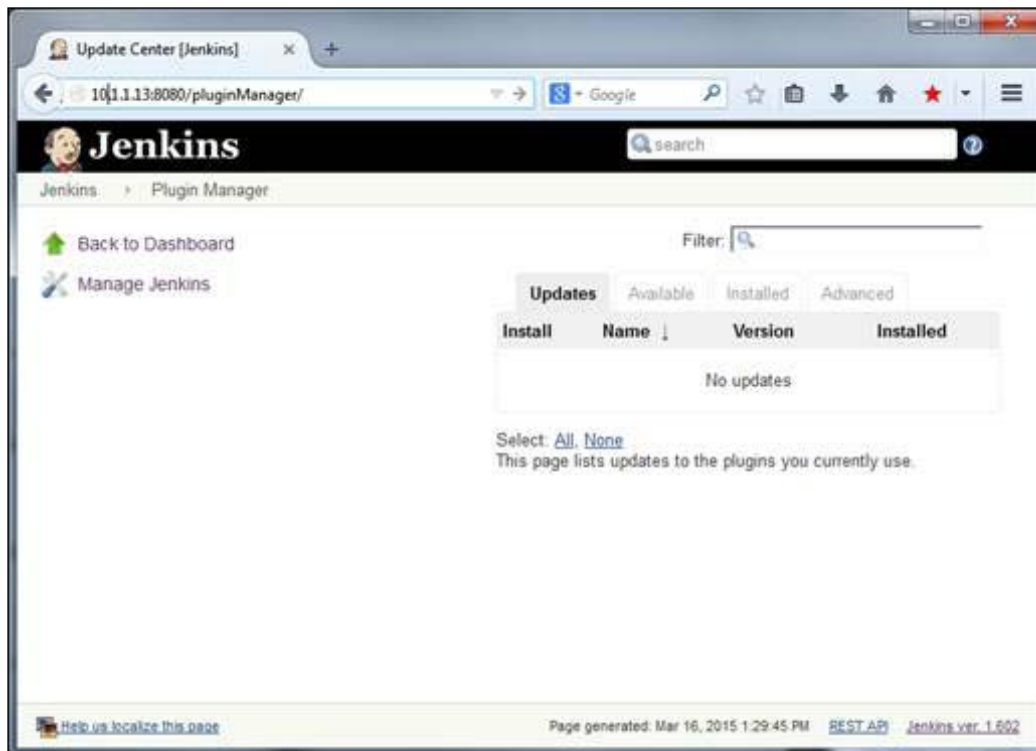 Update Center [Jenkins]
10.1.1.13:8080/pluginManager/
Google
Jenkins
search
Jenkins
Plugin Manager
Back to Dashboard
Manage Jenkins
Filter:
Updates Available Installed Advanced
Install Name ↓ Version Installed
No updates
Select: All, None
This page lists updates to the plugins you currently use.
Help us localize this page
Page generated: Mar 16, 2015 1:29:45 PM REST API Jenkins ver. 1.602